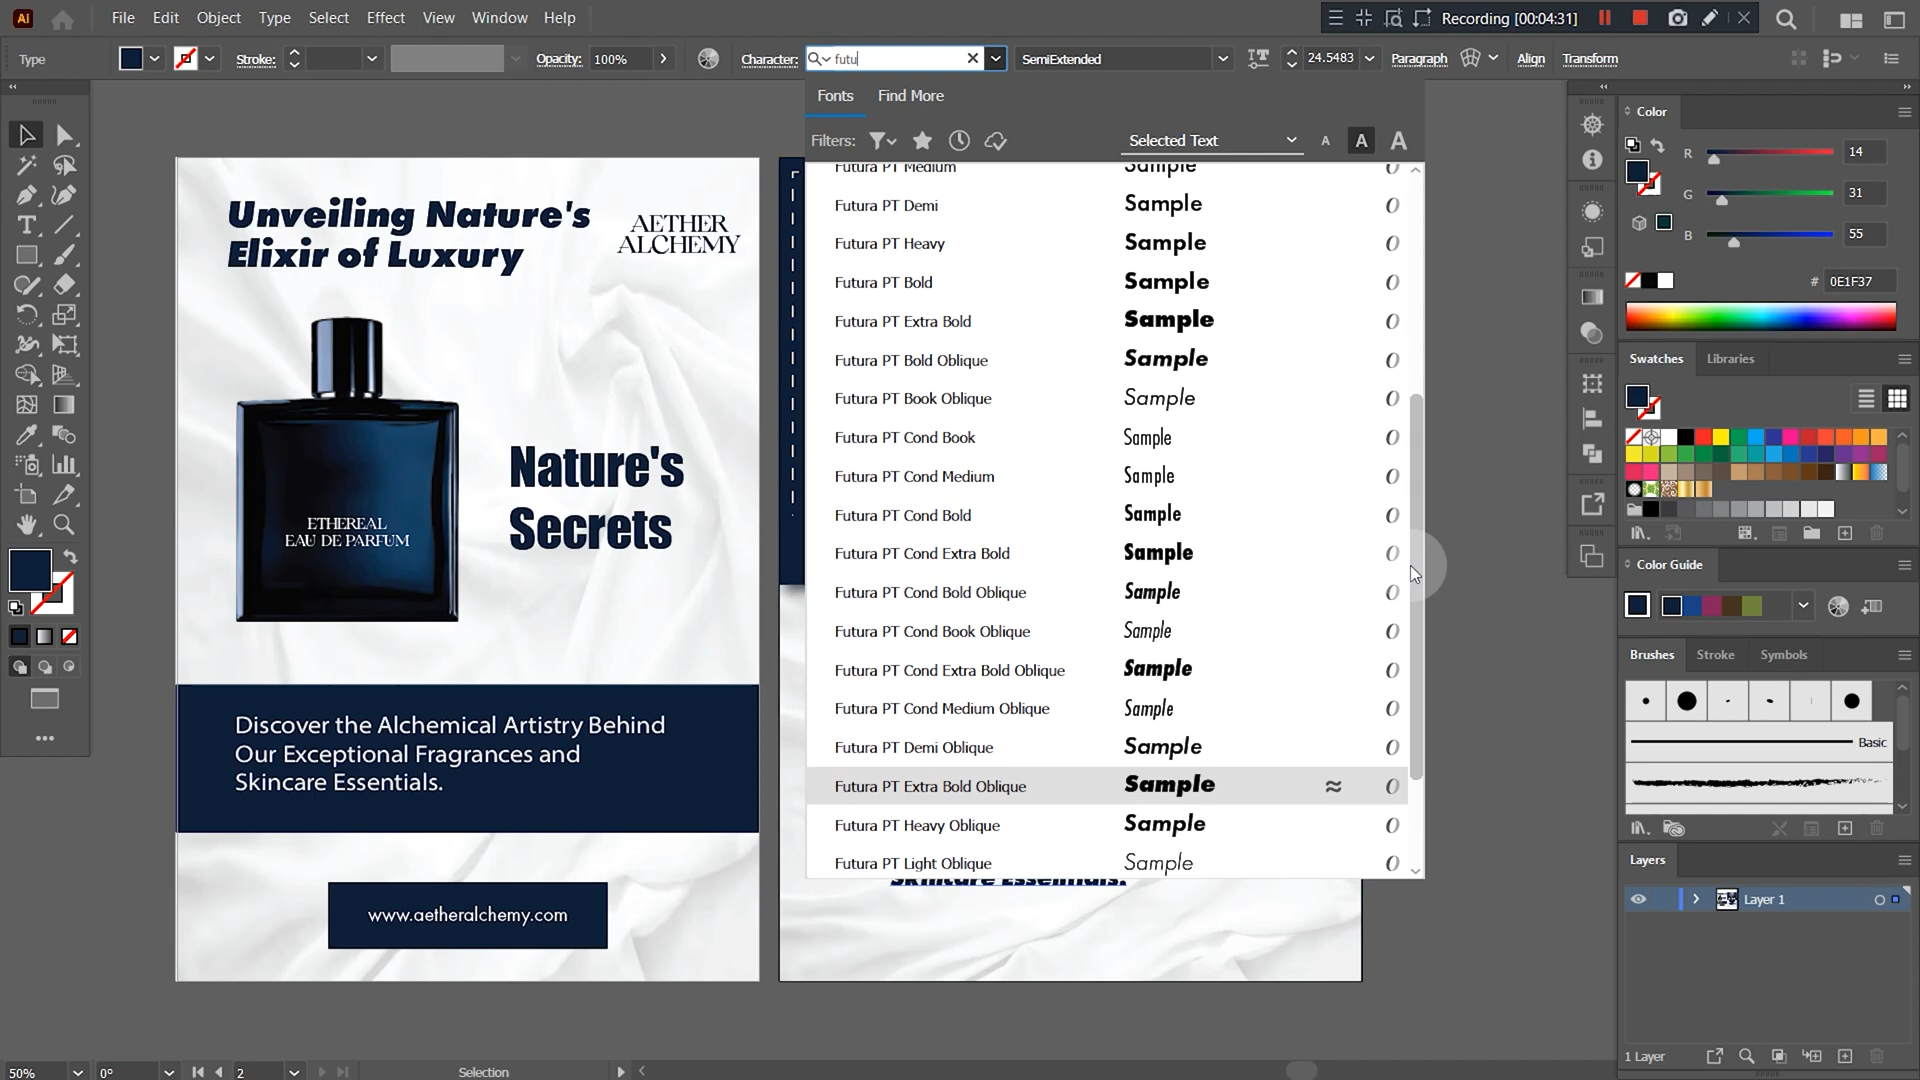 Ai File Edit Object Type Select Effect View Window Help
Recording [00:04:31]
Type Stroke: Opacity: 100% Character: futu SemiExtended 24.5483 Paragraph Align Transform
Fonts Find More
Filters: Selected Text A A A
Futura PT Medium Sample O
Futura PT Demi Sample O
Futura PT Heavy Sample O
Futura PT Bold Sample O
Futura PT Extra Bold Sample O
Futura PT Bold Oblique Sample O
Futura PT Book Oblique Sample O
Futura PT Cond Book Sample O
Futura PT Cond Medium Sample O
Futura PT Cond Bold Sample O
Futura PT Cond Extra Bold Sample O
Futura PT Cond Bold Oblique Sample O
Futura PT Cond Book Oblique Sample O
Futura PT Cond Extra Bold Oblique Sample O
Futura PT Cond Medium Oblique Sample O
Futura PT Demi Oblique Sample O
Futura PT Extra Bold Oblique Sample ≈ O
Futura PT Heavy Oblique Sample O
Futura PT Light Oblique Sample O
Skincare Essentials.
Unveiling Nature's
Elixir of Luxury
AETHER
ALCHEMY
ETHEREAL
EAU DE PARFUM
Nature's
Secrets
Discover the Alchemical Artistry Behind
Our Exceptional Fragrances and
Skincare Essentials.
www.aetheralchemy.com
Color
R 14
G 31
B 55
# 0E1F37
Swatches Libraries
Color Guide
Brushes Stroke Symbols
Basic
Layers
Layer 1
1 Layer
50% 0° 2 Selection